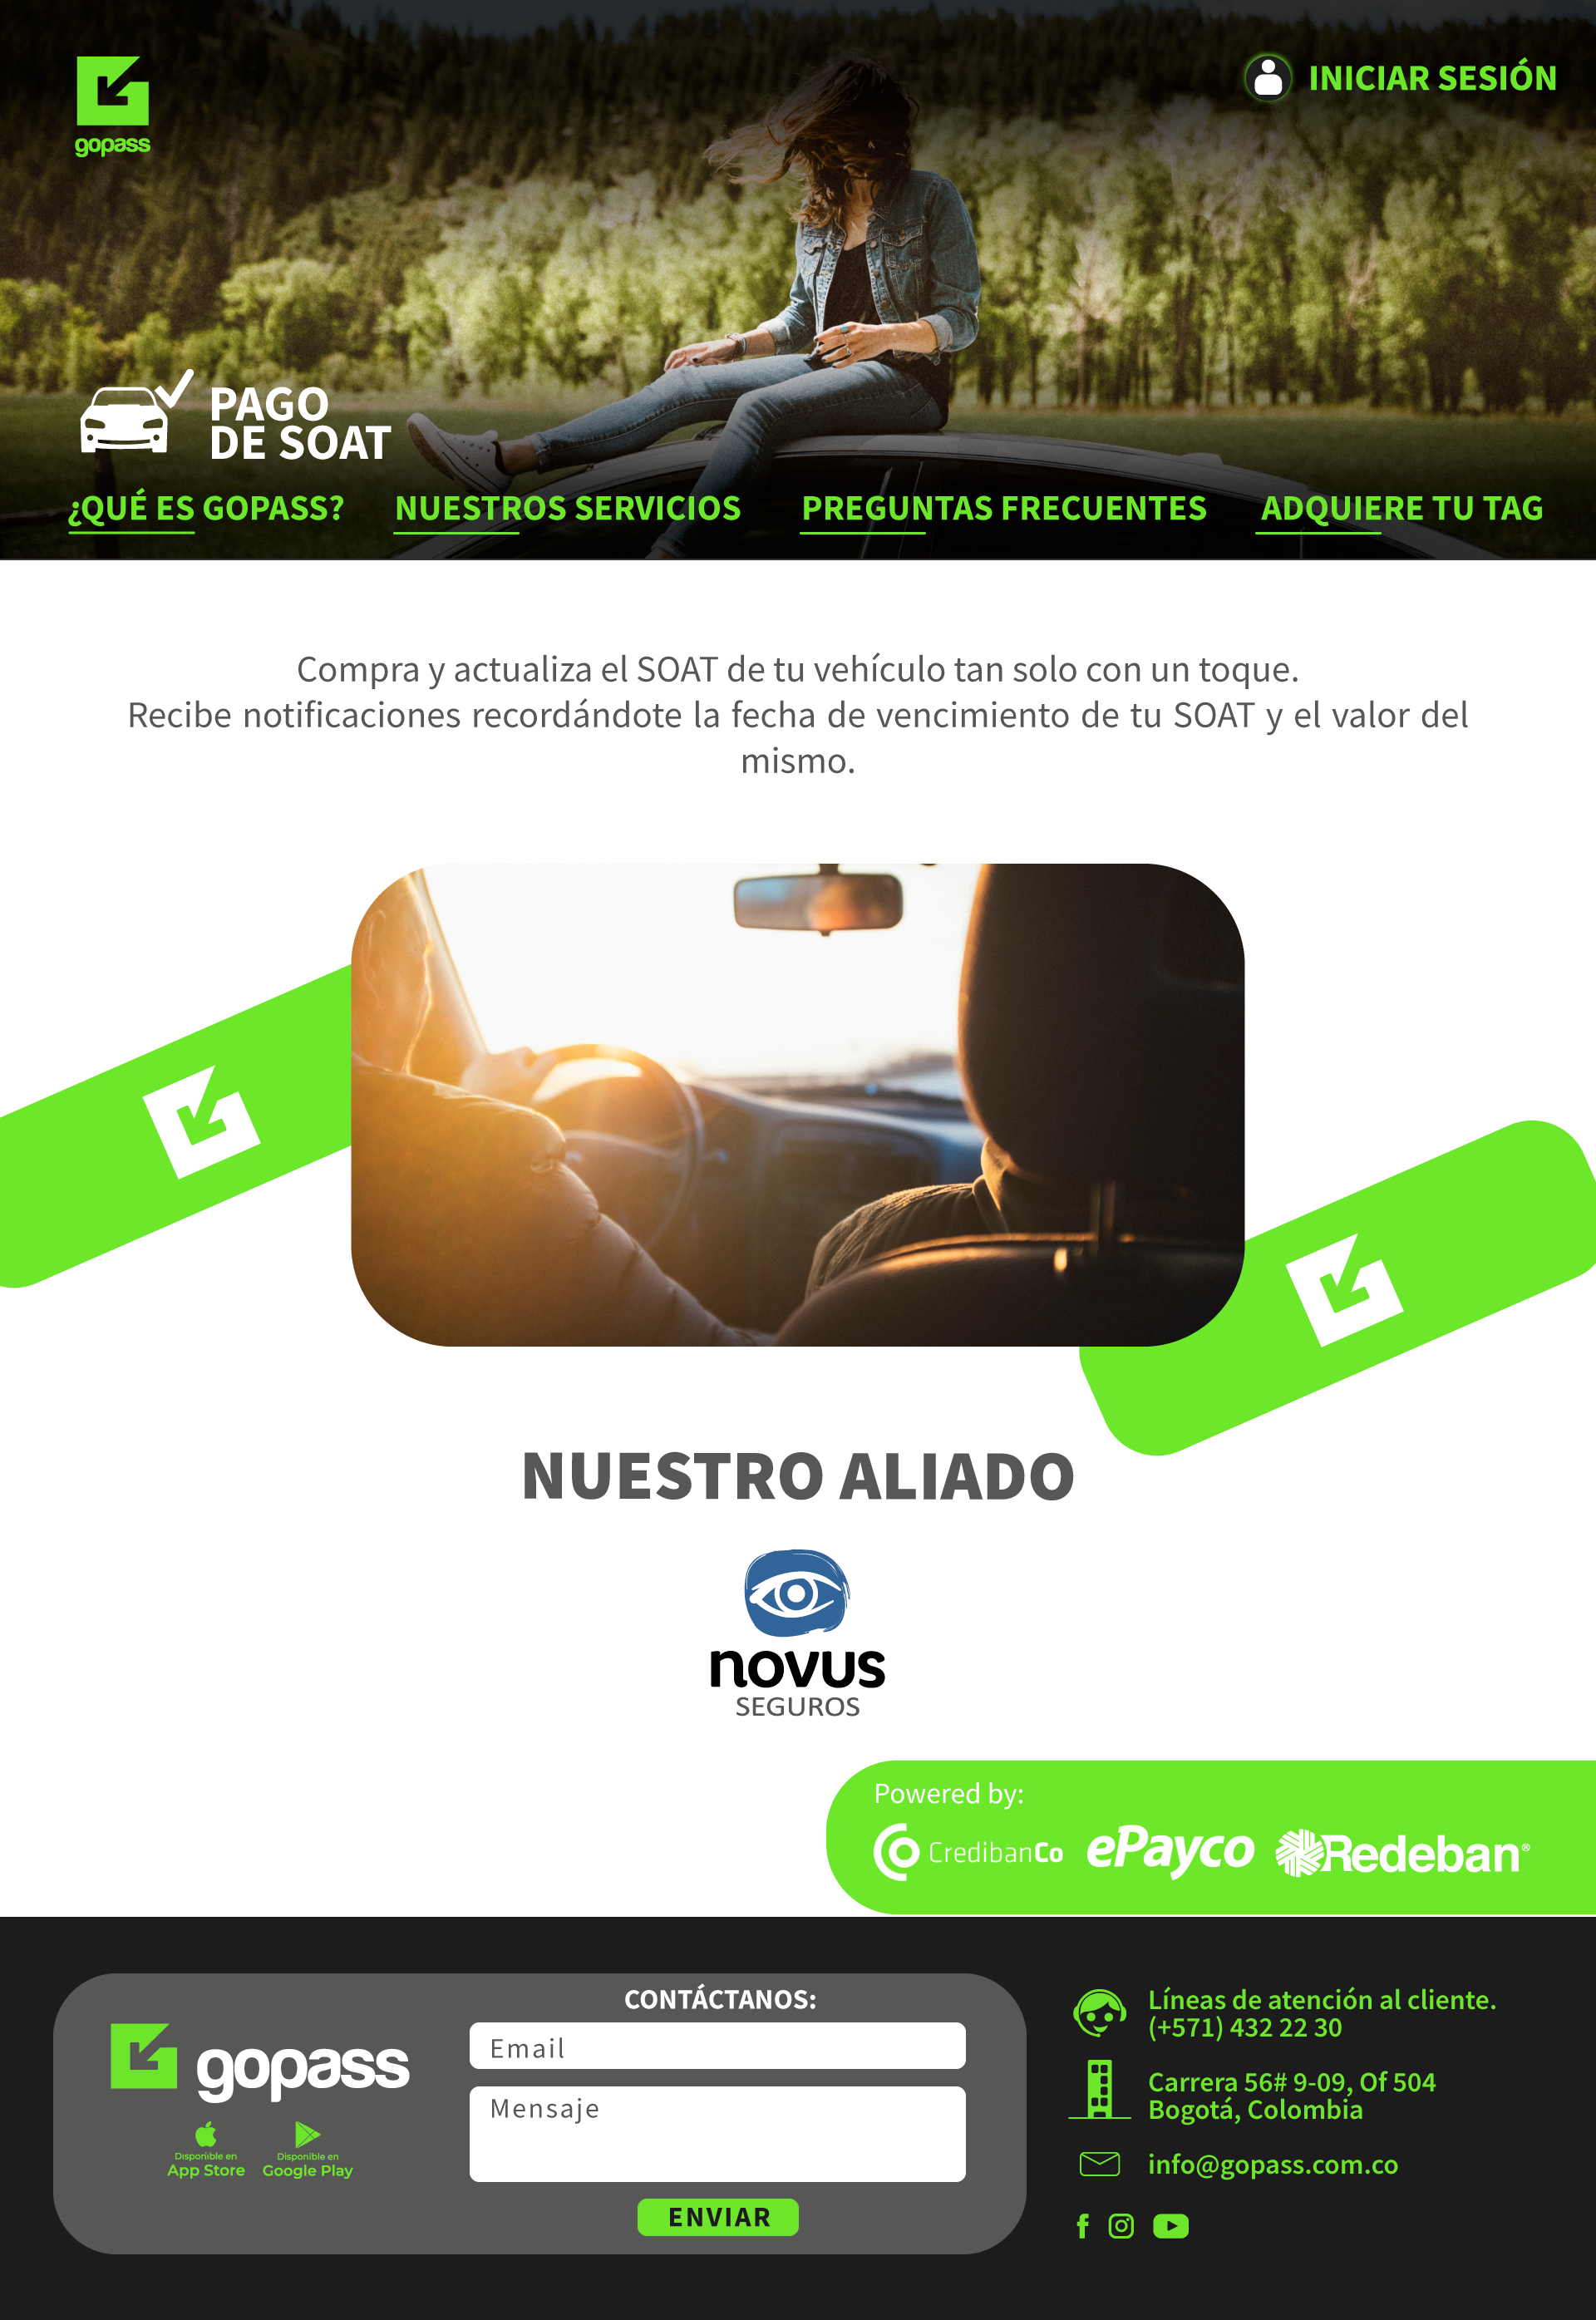 gopass
INICIAR SESIÓN
PAGO
DE SOAT
¿QUÉ ES GOPASS?
NUESTROS SERVICIOS
PREGUNTAS FRECUENTES
ADQUIERE TU TAG
Compra y actualiza el SOAT de tu vehículo tan solo con un toque.
Recibe notificaciones recordándote la fecha de vencimiento de tu SOAT y el valor del
mismo.
NUESTRO ALIADO
novus
SEGUROS
Powered by:
CredibanCo
ePayco
Redeban®
gopass
Disponible en
App Store
Disponible en
Google Play
CONTÁCTANOS:
Email
Mensaje
ENVIAR
Líneas de atención al cliente.
(+571) 432 22 30
Carrera 56# 9-09, Of 504
Bogotá, Colombia
info@gopass.com.co